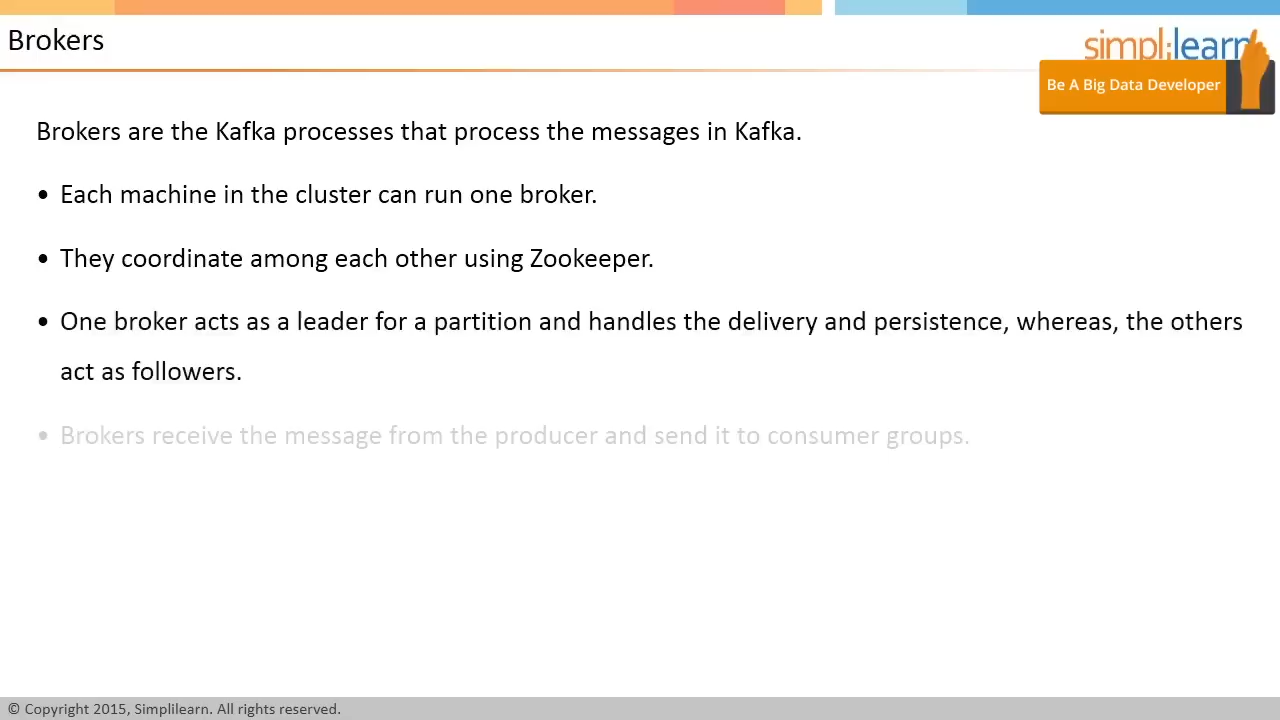 Brokers
simplilearn
Be A Big Data Developer
Brokers are the Kafka processes that process the messages in Kafka.
• Each machine in the cluster can run one broker.
• They coordinate among each other using Zookeeper.
• One broker acts as a leader for a partition and handles the delivery and persistence, whereas, the others
act as followers.
• Brokers receive the message from the producer and send it to consumer groups.
© Copyright 2015, Simplilearn. All rights reserved.